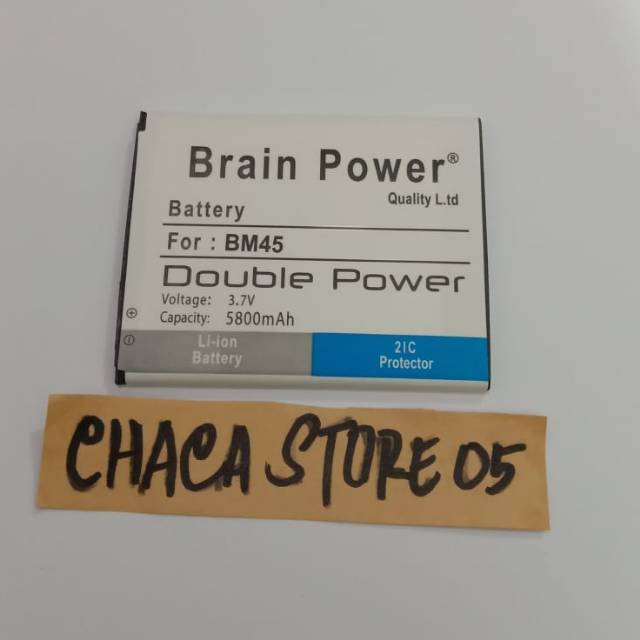 Brain Power®
Quality L.td
Battery
For : BM45
Double Power
Voltage: 3.7V
Capacity: 5800mAh
Li-ion
Battery
2IC
Protector
CHACA STORE 05